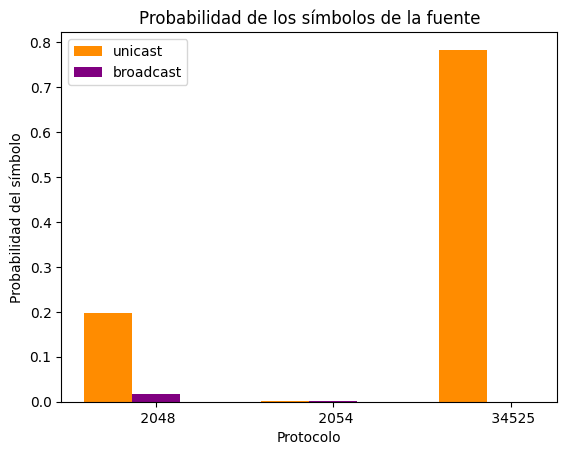 Probabilidad de los símbolos de la fuente
unicast
broadcast
Probabilidad del símbolo
0.8
0.7
0.6
0.5
0.4
0.3
0.2
0.1
0.0
2048 2054 34525
Protocolo